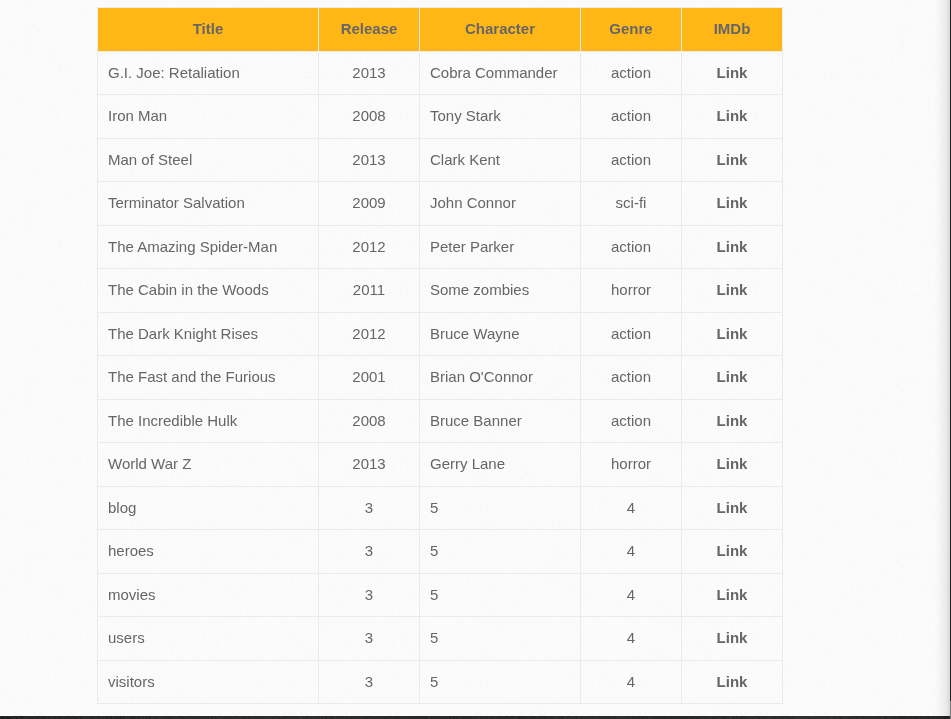 Title Release Character Genre IMDb
G.I. Joe: Retaliation 2013 Cobra Commander action Link
Iron Man 2008 Tony Stark action Link
Man of Steel 2013 Clark Kent action Link
Terminator Salvation 2009 John Connor sci-fi Link
The Amazing Spider-Man 2012 Peter Parker action Link
The Cabin in the Woods 2011 Some zombies horror Link
The Dark Knight Rises 2012 Bruce Wayne action Link
The Fast and the Furious 2001 Brian O'Connor action Link
The Incredible Hulk 2008 Bruce Banner action Link
World War Z 2013 Gerry Lane horror Link
blog 3 5 4 Link
heroes 3 5 4 Link
movies 3 5 4 Link
users 3 5 4 Link
visitors 3 5 4 Link